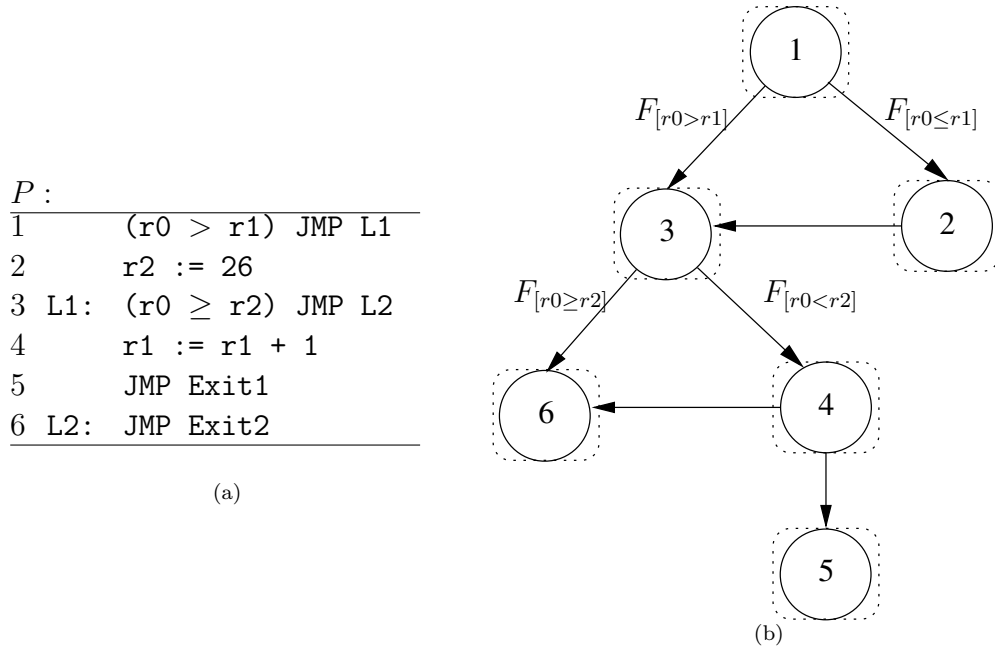 P :
1 (r0 > r1) JMP L1
2 r2 := 26
3 L1: (r0 ≥ r2) JMP L2
4 r1 := r1 + 1
5 JMP Exit1
6 L2: JMP Exit2
(a)
1
F[r0>r1]
F[r0≤r1]
3
2
F[r0≥r2]
F[r0<r2]
6
4
5
(b)